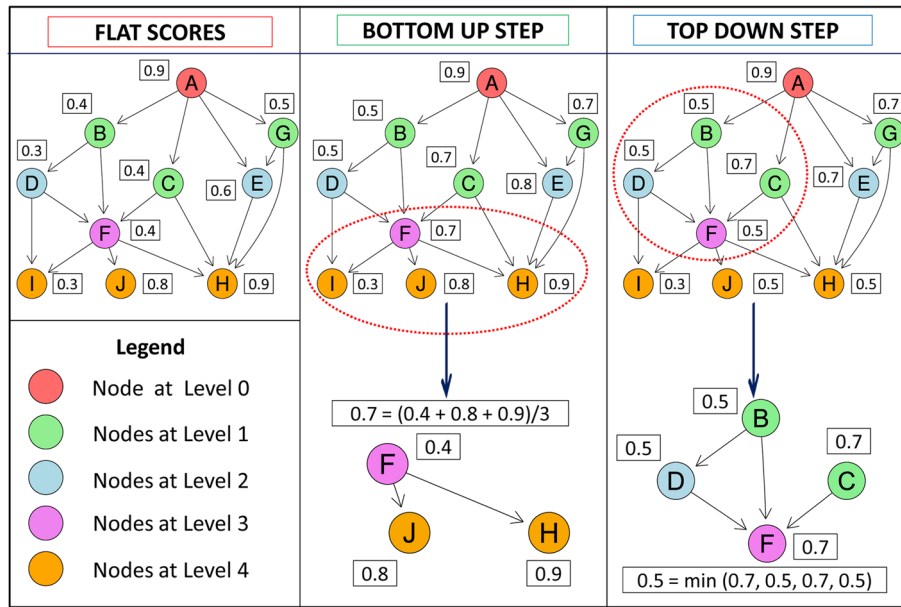 FLAT SCORES
0.9
A
0.4
B
0.5
G
0.3
D
0.4
C
0.6
E
F
0.4
I
0.3
J
0.8
H
0.9
Legend
Node at Level 0
Nodes at Level 1
Nodes at Level 2
Nodes at Level 3
Nodes at Level 4
BOTTOM UP STEP
0.9
A
0.5
B
0.7
G
0.5
D
0.7
C
0.8
E
F
0.7
I
0.3
J
0.8
H
0.9
0.7 = (0.4 + 0.8 + 0.9)/3
F
0.4
J
H
0.8
0.9
TOP DOWN STEP
0.9
A
0.5
B
0.7
G
0.5
D
0.7
C
0.7
E
F
0.5
I
0.3
J
0.5
H
0.5
0.5
B
0.5
0.7
D
C
F
0.7
0.5 = min (0.7, 0.5, 0.7, 0.5)